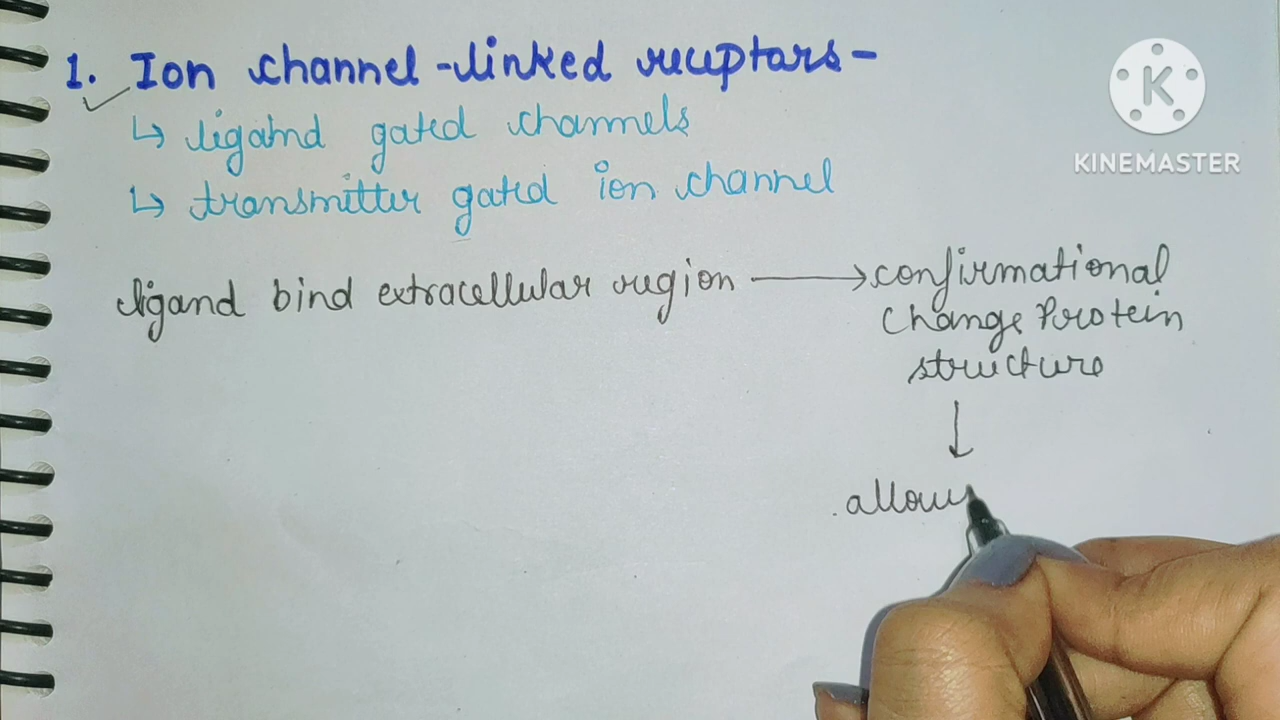 1. Ion channel-linked receptors-
↳ ligand gated channels
↳ transmitter gated ion channel
ligand bind extracellular region → confirmational
change Protein
structure
↓
allow
K
KINEMASTER